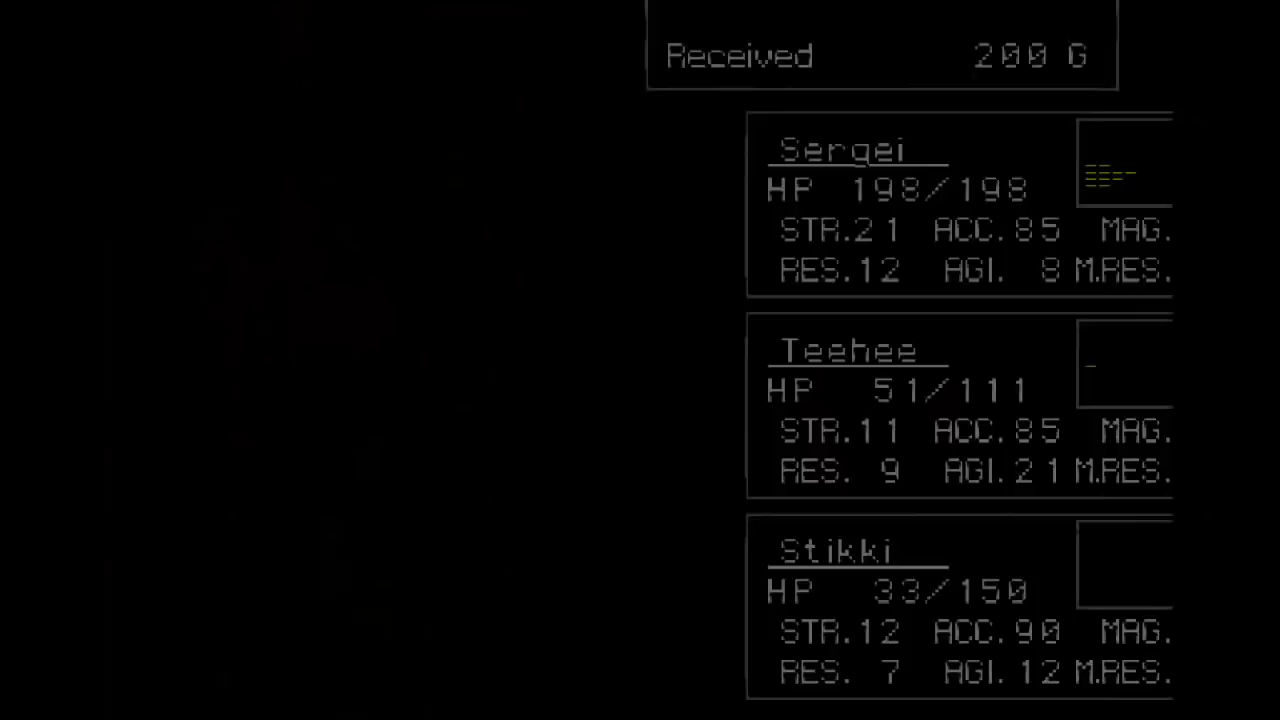 Received 200 G
Sergei
HP 198/198
STR.21 ACC.85 MAG.
RES.12 AGI. 8 M.RES.
Teehee
HP 51/111
STR.11 ACC.85 MAG.
RES. 9 AGI.21 M.RES.
Stikki
HP 33/150
STR.12 ACC.90 MAG.
RES. 7 AGI.12 M.RES.